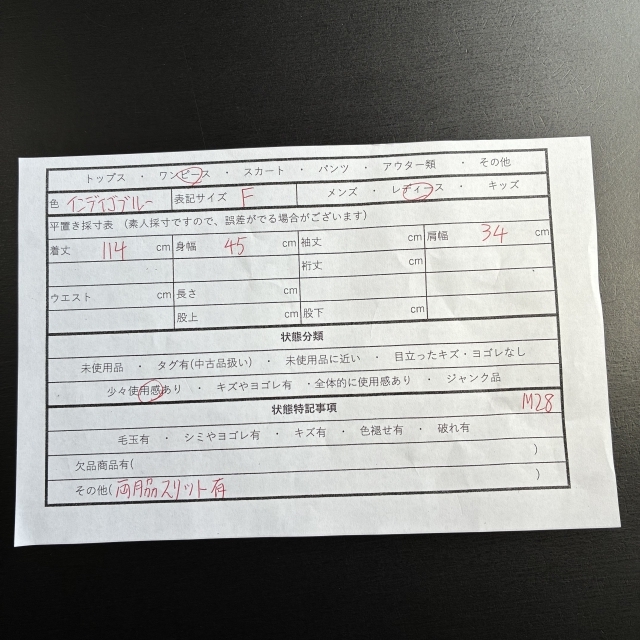 トップス ・ ワンピース ・ スカート ・ パンツ ・ アウター類 ・ その他
色 インディゴブルー 表記サイズ F メンズ ・ レディース ・ キッズ
平置き採寸表 (素人採寸ですので、誤差がでる場合がございます)
着丈 114 cm 身幅 45 cm 袖丈 cm 肩幅 34 cm
裄丈 cm
ウエスト cm 長さ cm
股上 cm 股下 cm
状態分類
未使用品 ・ タグ有(中古品扱い) ・ 未使用品に近い ・ 目立ったキズ・ヨゴレなし
少々使用感あり ・ キズやヨゴレ有 ・全体的に使用感あり ・ ジャンク品
状態特記事項 M28
毛玉有 ・ シミやヨゴレ有 ・ キズ有 ・ 色褪せ有 ・ 破れ有
欠品商品有( )
その他(両脇スリット有 )